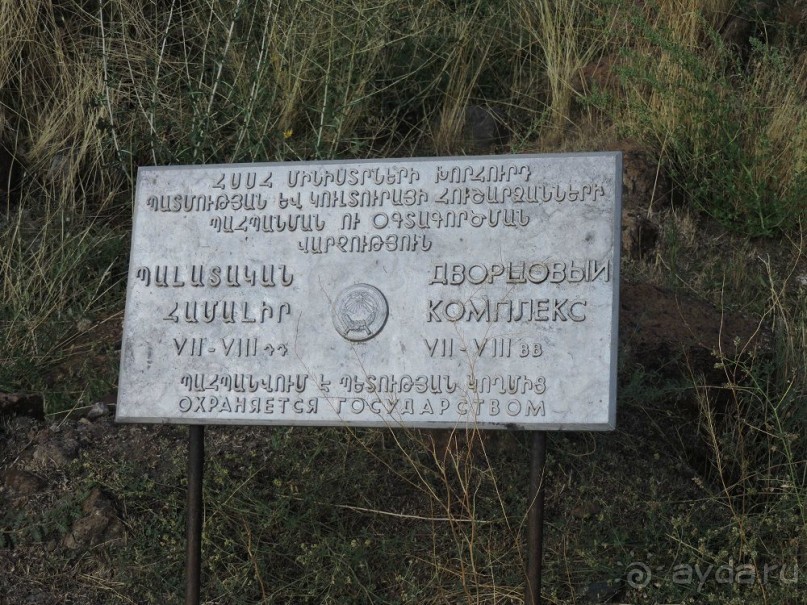 ՀՍՍՀ ՄԻՆԻՍՏՐՆԵՐԻ ԽՈՐՀՈՒՐԴ
ՊԱՏՄՈՒԹՅԱՆ ԵՎ ԿՈՒԼՏՈՒՐԱՅԻ ՀՈՒՇԱՐՁԱՆՆԵՐԻ
ՊԱՀՊԱՆՄԱՆ ՈՒ ՕԳՏԱԳՈՐԾՄԱՆ
ՎԱՐՉՈՒԹՅՈՒՆ
ՊԱԼԱՏԱԿԱՆ
ՀԱՄԱԼԻՐ
VII-VIII ԴԴ
ДВОРЦОВЫЙ
КОМПЛЕКС
VII-VIII ВВ
ՊԱՀՊԱՆՎՈՒՄ Է ՊԵՏՈՒԹՅԱՆ ԿՈՂՄԻՑ
ОХРАНЯЕТСЯ ГОСУДАРСТВОМ
ayda.ru